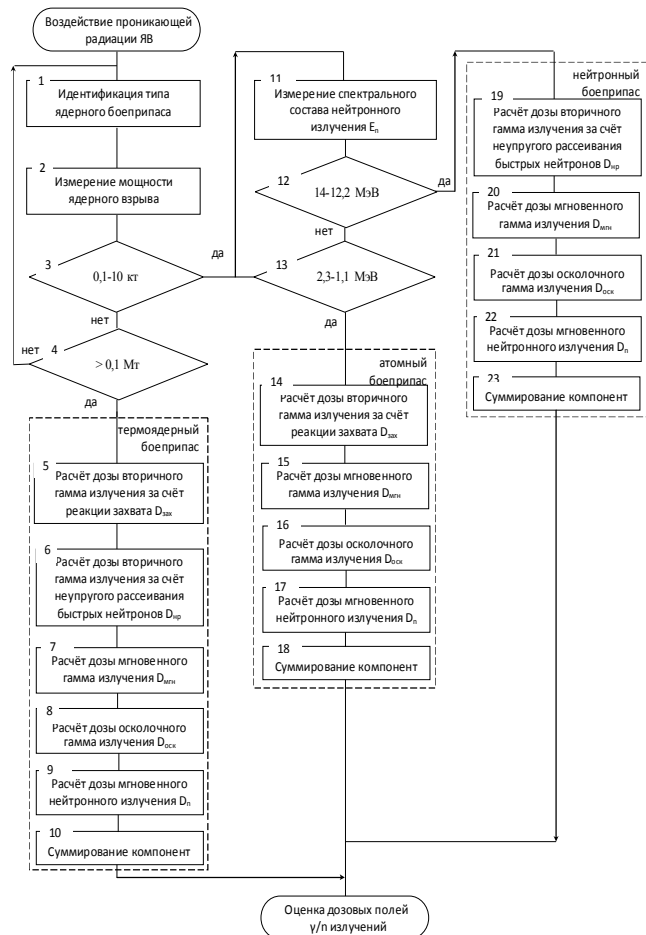 Воздействие проникающей
радиации ЯВ
1
Идентификация типа
ядерного боеприпаса
2
Измерение мощности
ядерного взрыва
3
0,1-10 кт
да
нет
4
> 0,1 Мт
нет
да
термоядерный
боеприпас
5
Расчёт дозы вторичного
гамма излучения за счёт
реакции захвата Dзах
6
Расчёт дозы вторичного
гамма излучения за счёт
неупругого рассеивания
быстрых нейтронов Dнр
7
Расчёт дозы мгновенного
гамма излучения Dмгн
8
Расчёт дозы осколочного
гамма излучения Dоск
9
Расчёт дозы мгновенного
нейтронного излучения Dп
10
Суммирование компонент
11
Измерение спектрального
состава нейтронного
излучения Еп
12
14-12,2 МэВ
да
нет
13
2,3-1,1 МэВ
да
атомный
боеприпас
14
Расчёт дозы вторичного
гамма излучения за счёт
реакции захвата Dзах
15
Расчёт дозы мгновенного
гамма излучения Dмгн
16
Расчёт дозы осколочного
гамма излучения Dоск
17
Расчёт дозы мгновенного
нейтронного излучения Dп
18
Суммирование компонент
нейтронный
боеприпас
19
Расчёт дозы вторичного
гамма излучения за счёт
неупругого рассеивания
быстрых нейтронов Dнр
20
Расчёт дозы мгновенного
гамма излучения Dмгн
21
Расчёт дозы осколочного
гамма излучения Dоск
22
Расчёт дозы мгновенного
нейтронного излучения Dп
23
Суммирование компонент
Оценка дозовых полей
γ/n излучений